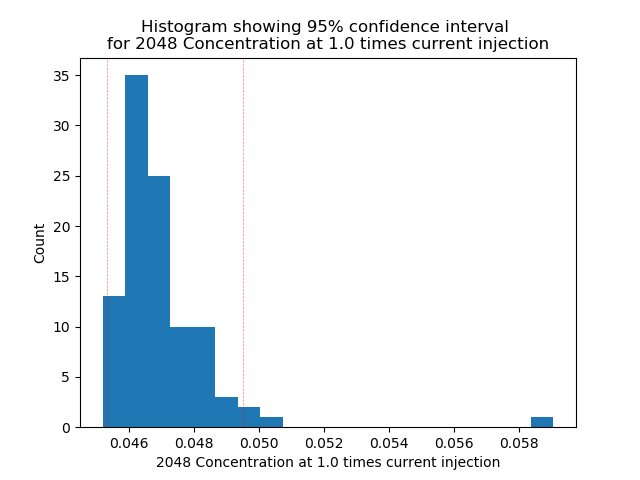 Histogram showing 95% confidence interval
for 2048 Concentration at 1.0 times current injection
35
30
25
20
15
10
5
0
Count
0.046 0.048 0.050 0.052 0.054 0.056 0.058
2048 Concentration at 1.0 times current injection